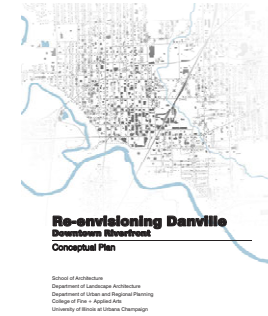 Re-envisioning Danville
Downtown Riverfront
Conceptual Plan
School of Architecture
Department of Landscape Architecture
Department of Urban and Regional Planning
College of Fine + Applied Arts
University of Illinois at Urbana Champaign